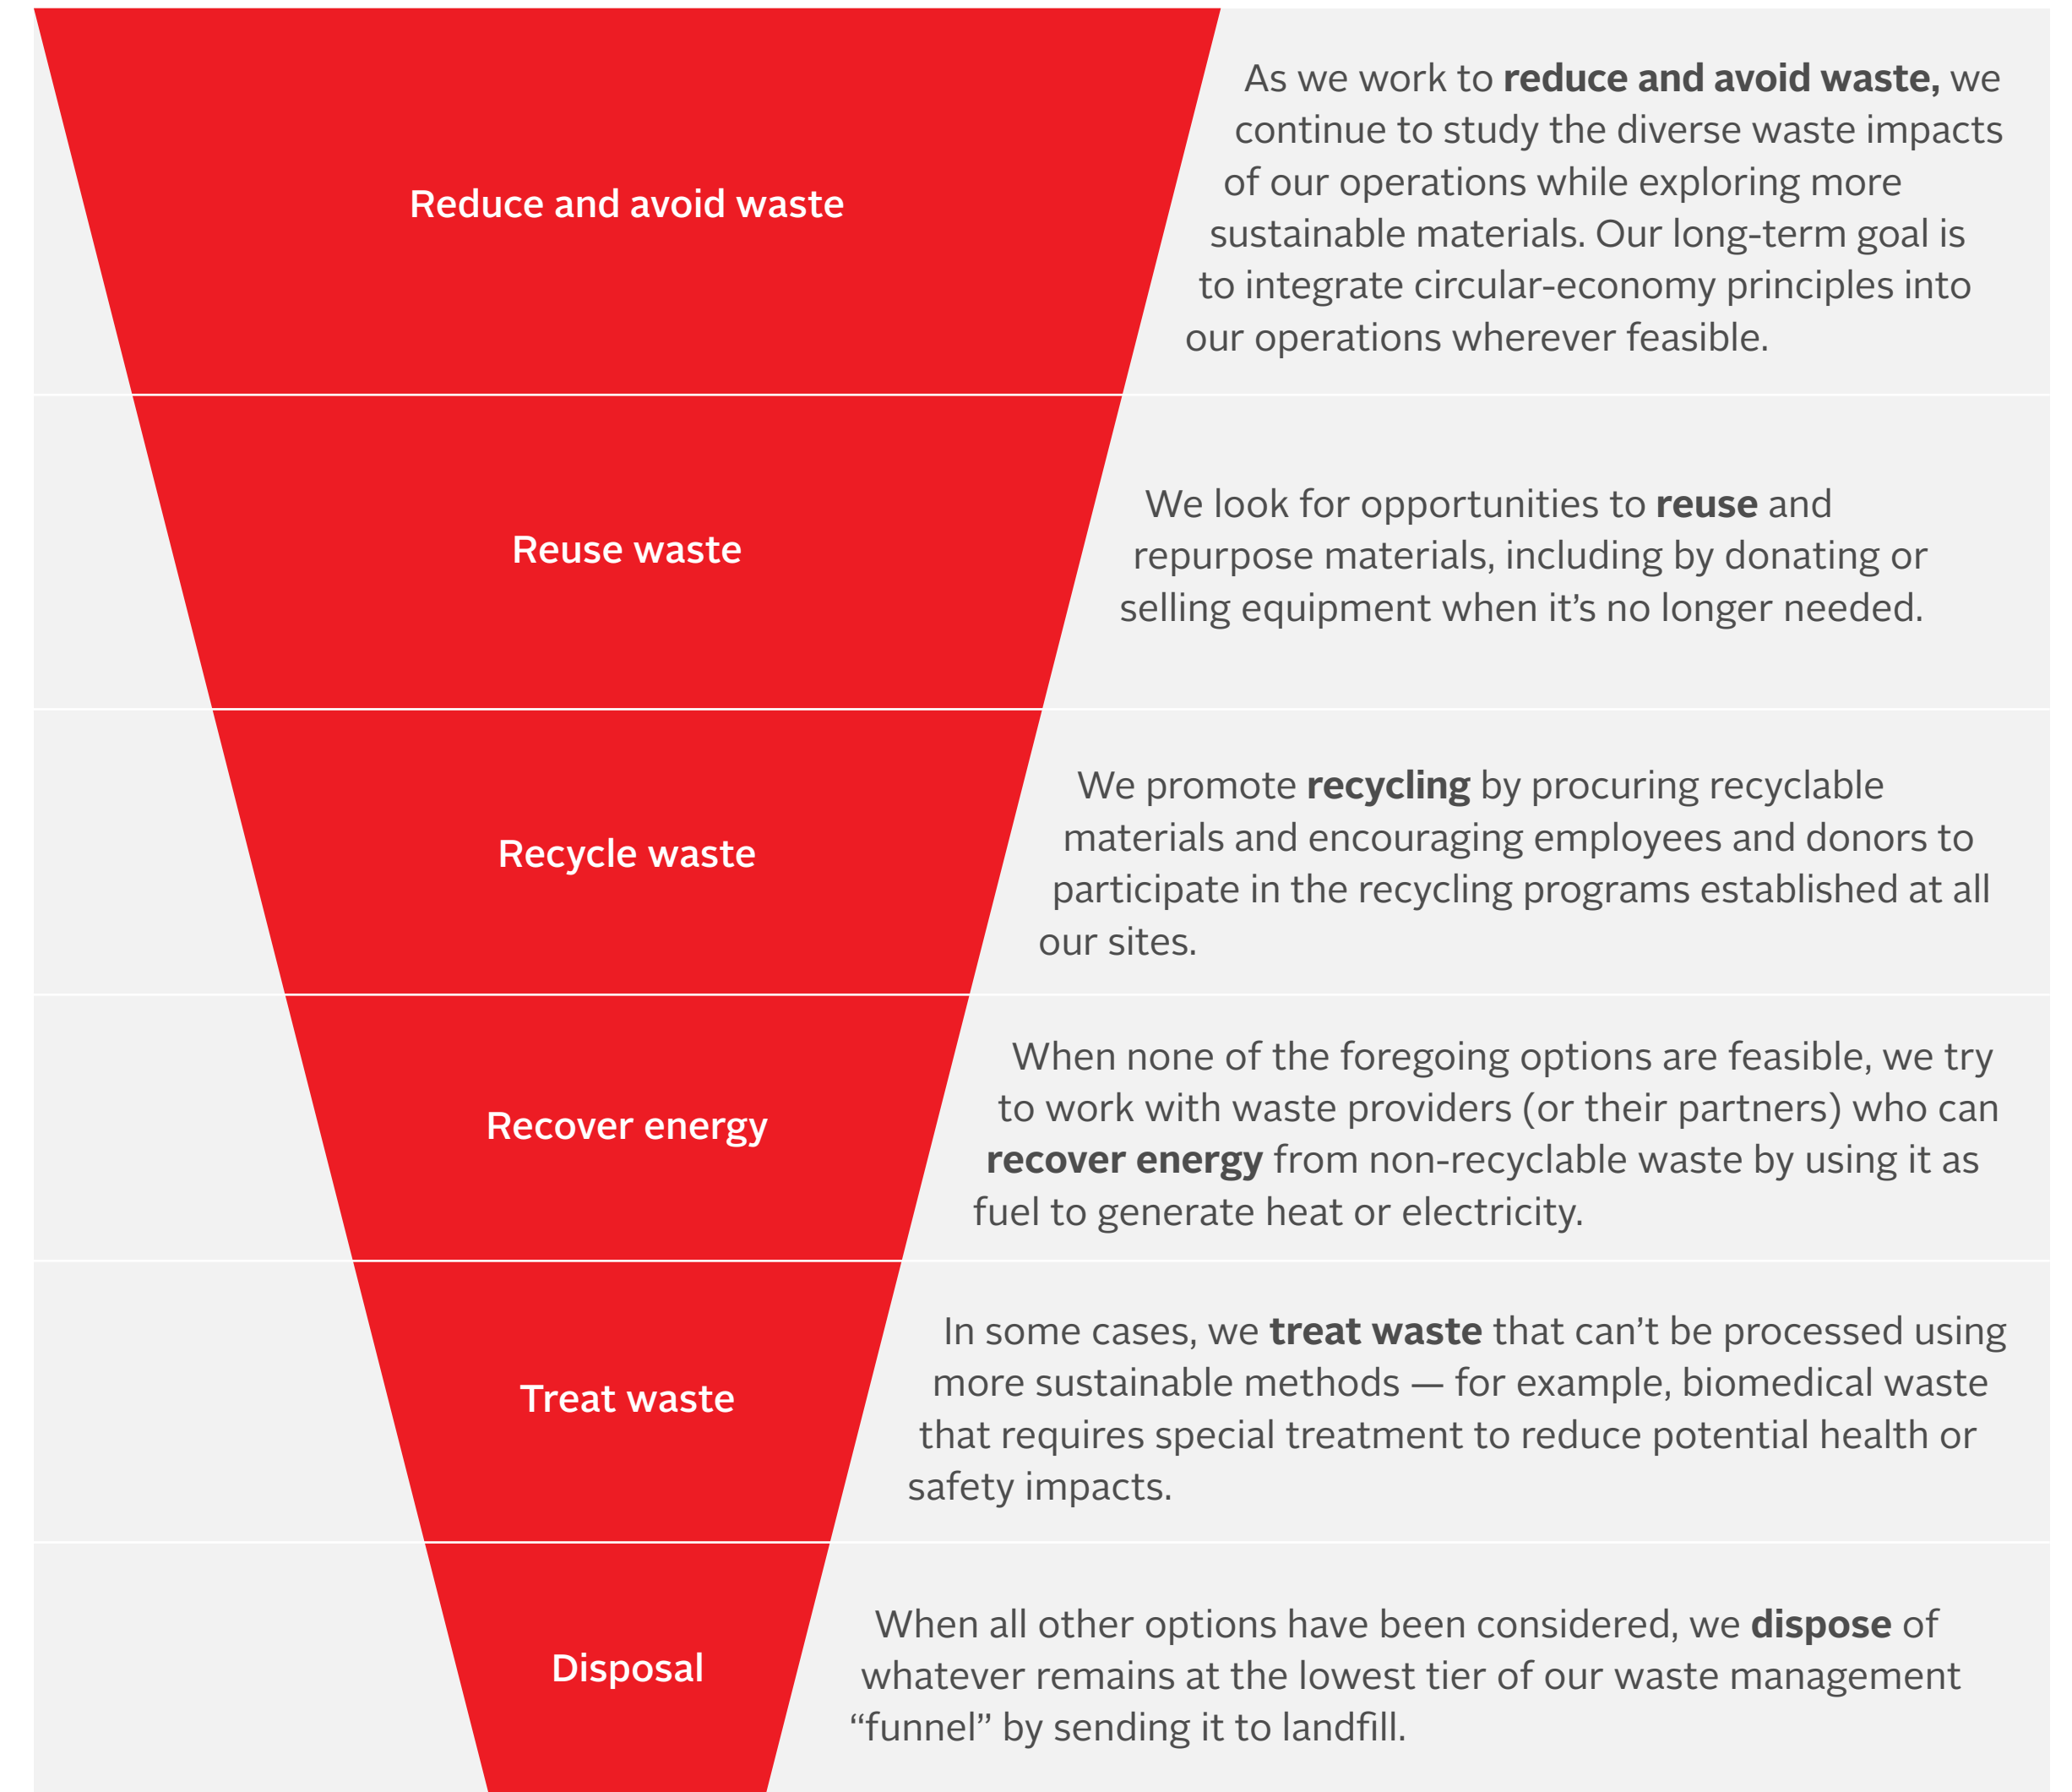 Reduce and avoid waste
As we work to reduce and avoid waste, we
continue to study the diverse waste impacts
of our operations while exploring more
sustainable materials. Our long-term goal is
to integrate circular-economy principles into
our operations wherever feasible.
Reuse waste
We look for opportunities to reuse and
repurpose materials, including by donating or
selling equipment when it’s no longer needed.
Recycle waste
We promote recycling by procuring recyclable
materials and encouraging employees and donors to
participate in the recycling programs established at all
our sites.
Recover energy
When none of the foregoing options are feasible, we try
to work with waste providers (or their partners) who can
recover energy from non-recyclable waste by using it as
fuel to generate heat or electricity.
Treat waste
In some cases, we treat waste that can’t be processed using
more sustainable methods — for example, biomedical waste
that requires special treatment to reduce potential health or
safety impacts.
Disposal
When all other options have been considered, we dispose of
whatever remains at the lowest tier of our waste management
“funnel” by sending it to landfill.